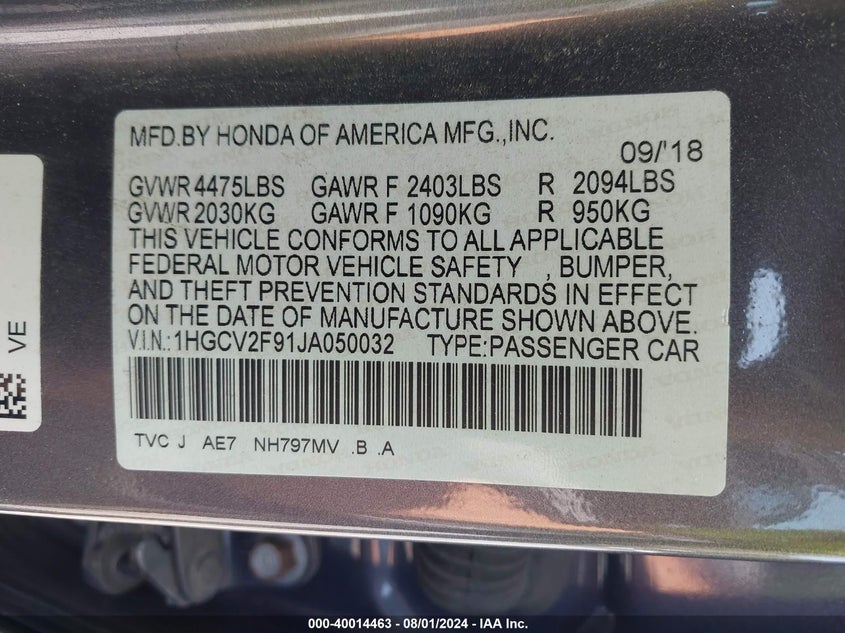 MFD.BY HONDA OF AMERICA MFG.,INC.
09/'18
GVWR 4475LBS GAWR F 2403LBS R 2094LBS
GVWR 2030KG GAWR F 1090KG R 950KG
THIS VEHICLE CONFORMS TO ALL APPLICABLE
FEDERAL MOTOR VEHICLE SAFETY , BUMPER,
AND THEFT PREVENTION STANDARDS IN EFFECT
ON THE DATE OF MANUFACTURE SHOWN ABOVE.
V.I.N.:1HGCV2F91JA050032 TYPE:PASSENGER CAR
TVC J AE7 NH797MV .B .A
VE
000-40014463 - 08/01/2024 - IAA Inc.